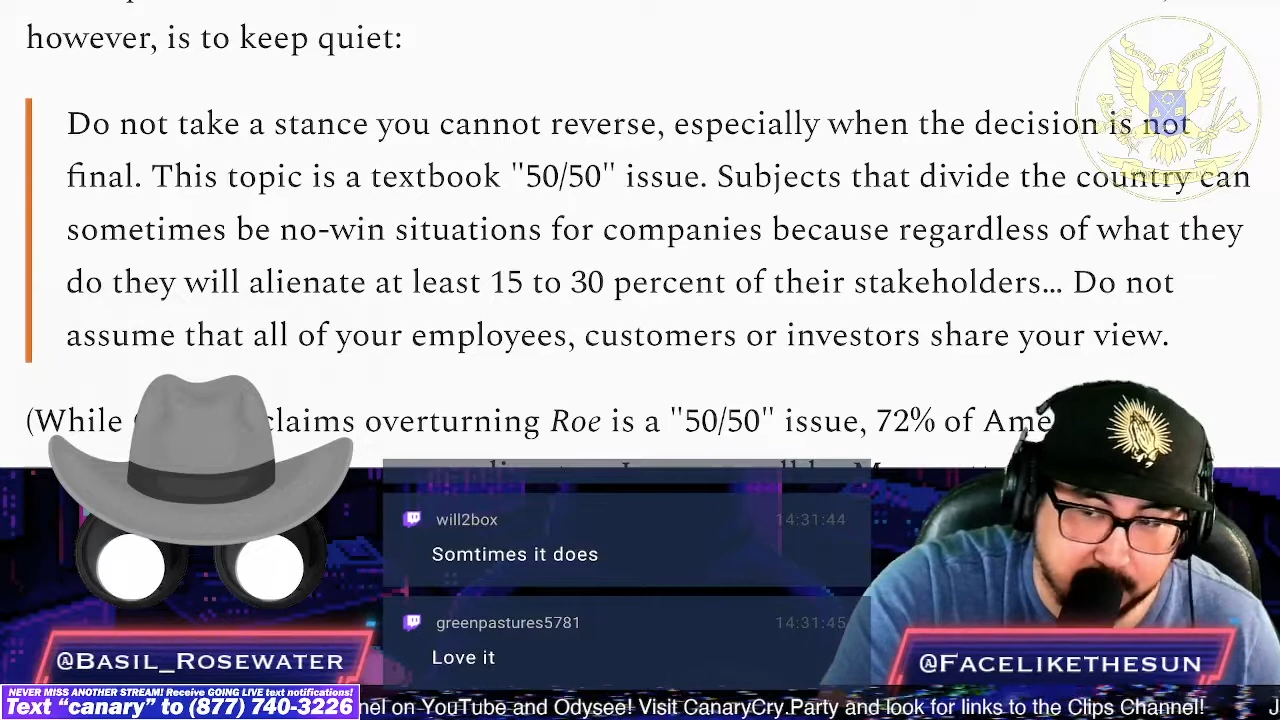 however, is to keep quiet:
Do not take a stance you cannot reverse, especially when the decision is not
final. This topic is a textbook "50/50" issue. Subjects that divide the country can
sometimes be no-win situations for companies because regardless of what they
do they will alienate at least 15 to 30 percent of their stakeholders... Do not
assume that all of your employees, customers or investors share your view.
(While claims overturning Roe is a "50/50" issue, 72% of
will2box 14:31:44
Somtimes it does
greenpastures5781 14:31:45
Love it
@BASIL_ROSEWATER
@FACELIKETHESUN
NEVER MISS ANOTHER STREAM! Receive GOING LIVE text notifications!
Text “canary” to (877) 740-3226
on YouTube and Odysee! Visit CanaryCry.Party and look for links to the Clips Channel!